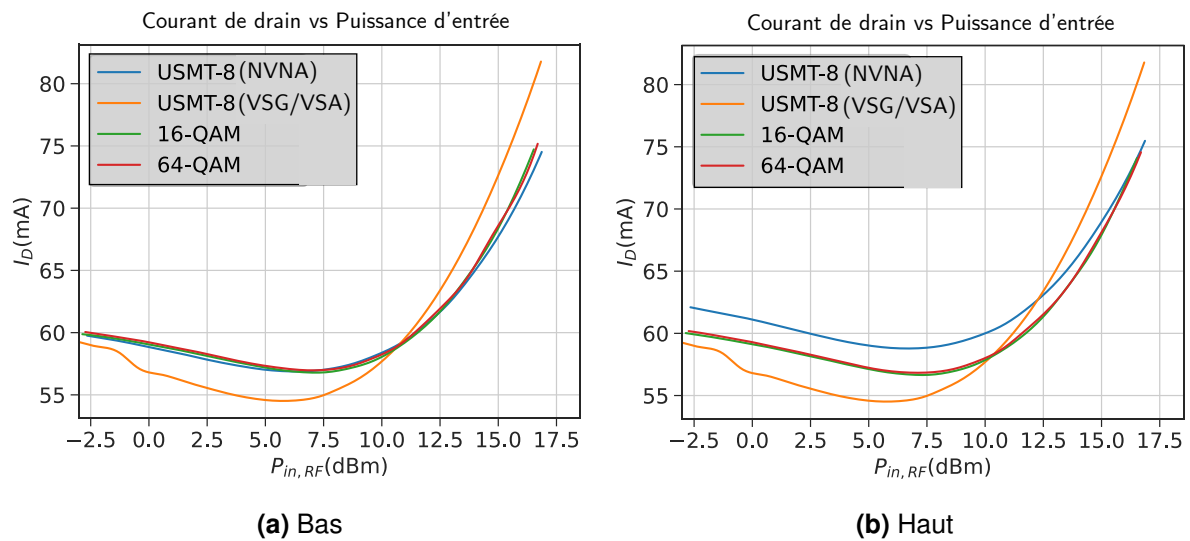 Courant de drain vs Puissance d'entrée
USMT-8 (NVNA)
USMT-8 (VSG/VSA)
16-QAM
64-QAM
80
75
70
65
60
55
I_D(mA)
−2.5 0.0 2.5 5.0 7.5 10.0 12.5 15.0 17.5
P_in, RF(dBm)
(a) Bas
Courant de drain vs Puissance d'entrée
USMT-8 (NVNA)
USMT-8 (VSG/VSA)
16-QAM
64-QAM
80
75
70
65
60
55
I_D(mA)
−2.5 0.0 2.5 5.0 7.5 10.0 12.5 15.0 17.5
P_in, RF(dBm)
(b) Haut